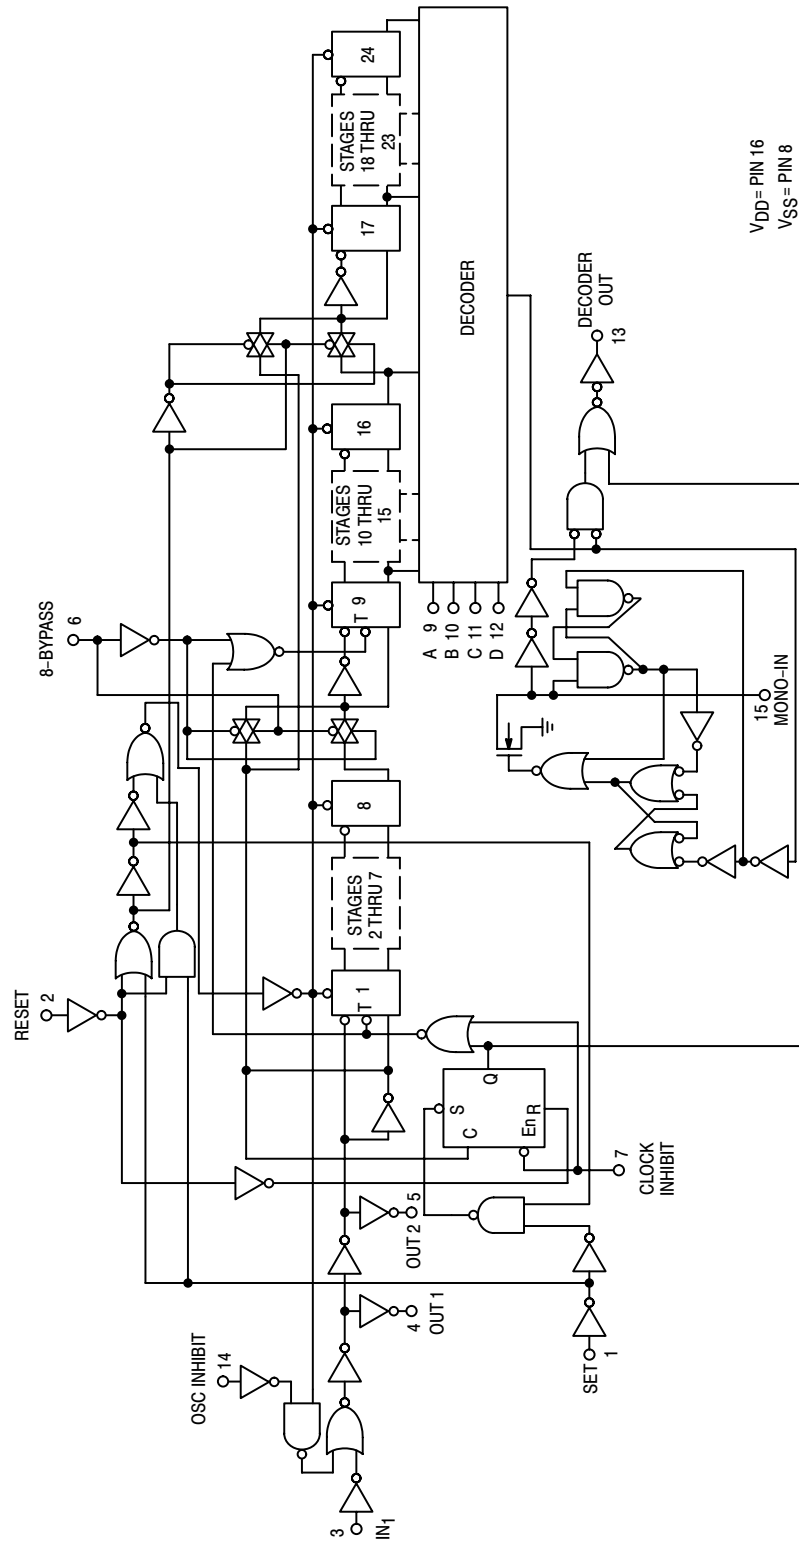 RESET
2
8-BYPASS
6
OSC INHIBIT
14
3
IN1
4
OUT 1
OUT 2
5
T
1
STAGES
2 THRU 7
8
T
9
STAGES
10 THRU
15
16
17
STAGES
18 THRU
23
24
DECODER
A 9
B 10
C 11
D 12
C
S
En
R
Q
SET
1
7
CLOCK
INHIBIT
15
MONO-IN
DECODER
OUT
13
VDD = PIN 16
VSS = PIN 8